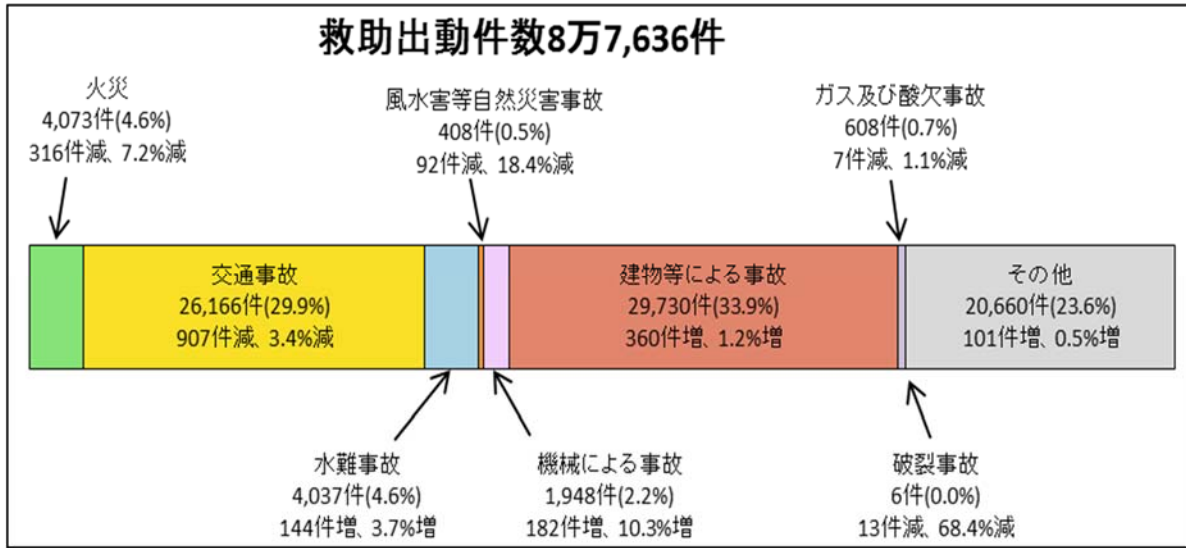 救助出動件数8万7,636件
火災
4,073件(4.6%)
316件減、7.2%減
風水害等自然災害事故
408件(0.5%)
92件減、18.4%減
ガス及び酸欠事故
608件(0.7%)
7件減、1.1%減
交通事故
26,166件(29.9%)
907件減、3.4%減
建物等による事故
29,730件(33.9%)
360件増、1.2%増
その他
20,660件(23.6%)
101件増、0.5%増
水難事故
4,037件(4.6%)
144件増、3.7%増
機械による事故
1,948件(2.2%)
182件増、10.3%増
破裂事故
6件(0.0%)
13件減、68.4%減